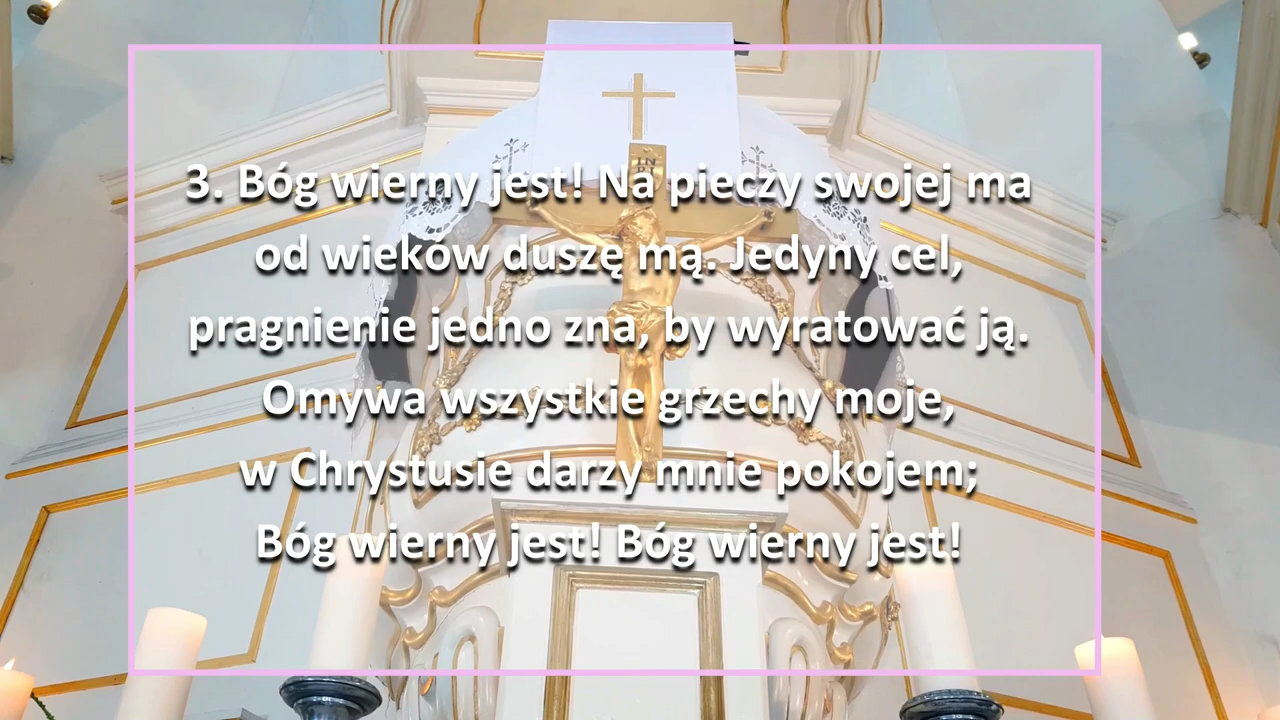 IN
3. Bóg wierny jest! Na pieczy swojej ma
od wieków duszę mą. Jedyny cel,
pragnienie jedno zna, by wyratować ją.
Omywa wszystkie grzechy moje,
w Chrystusie darzy mnie pokojem;
Bóg wierny jest! Bóg wierny jest!